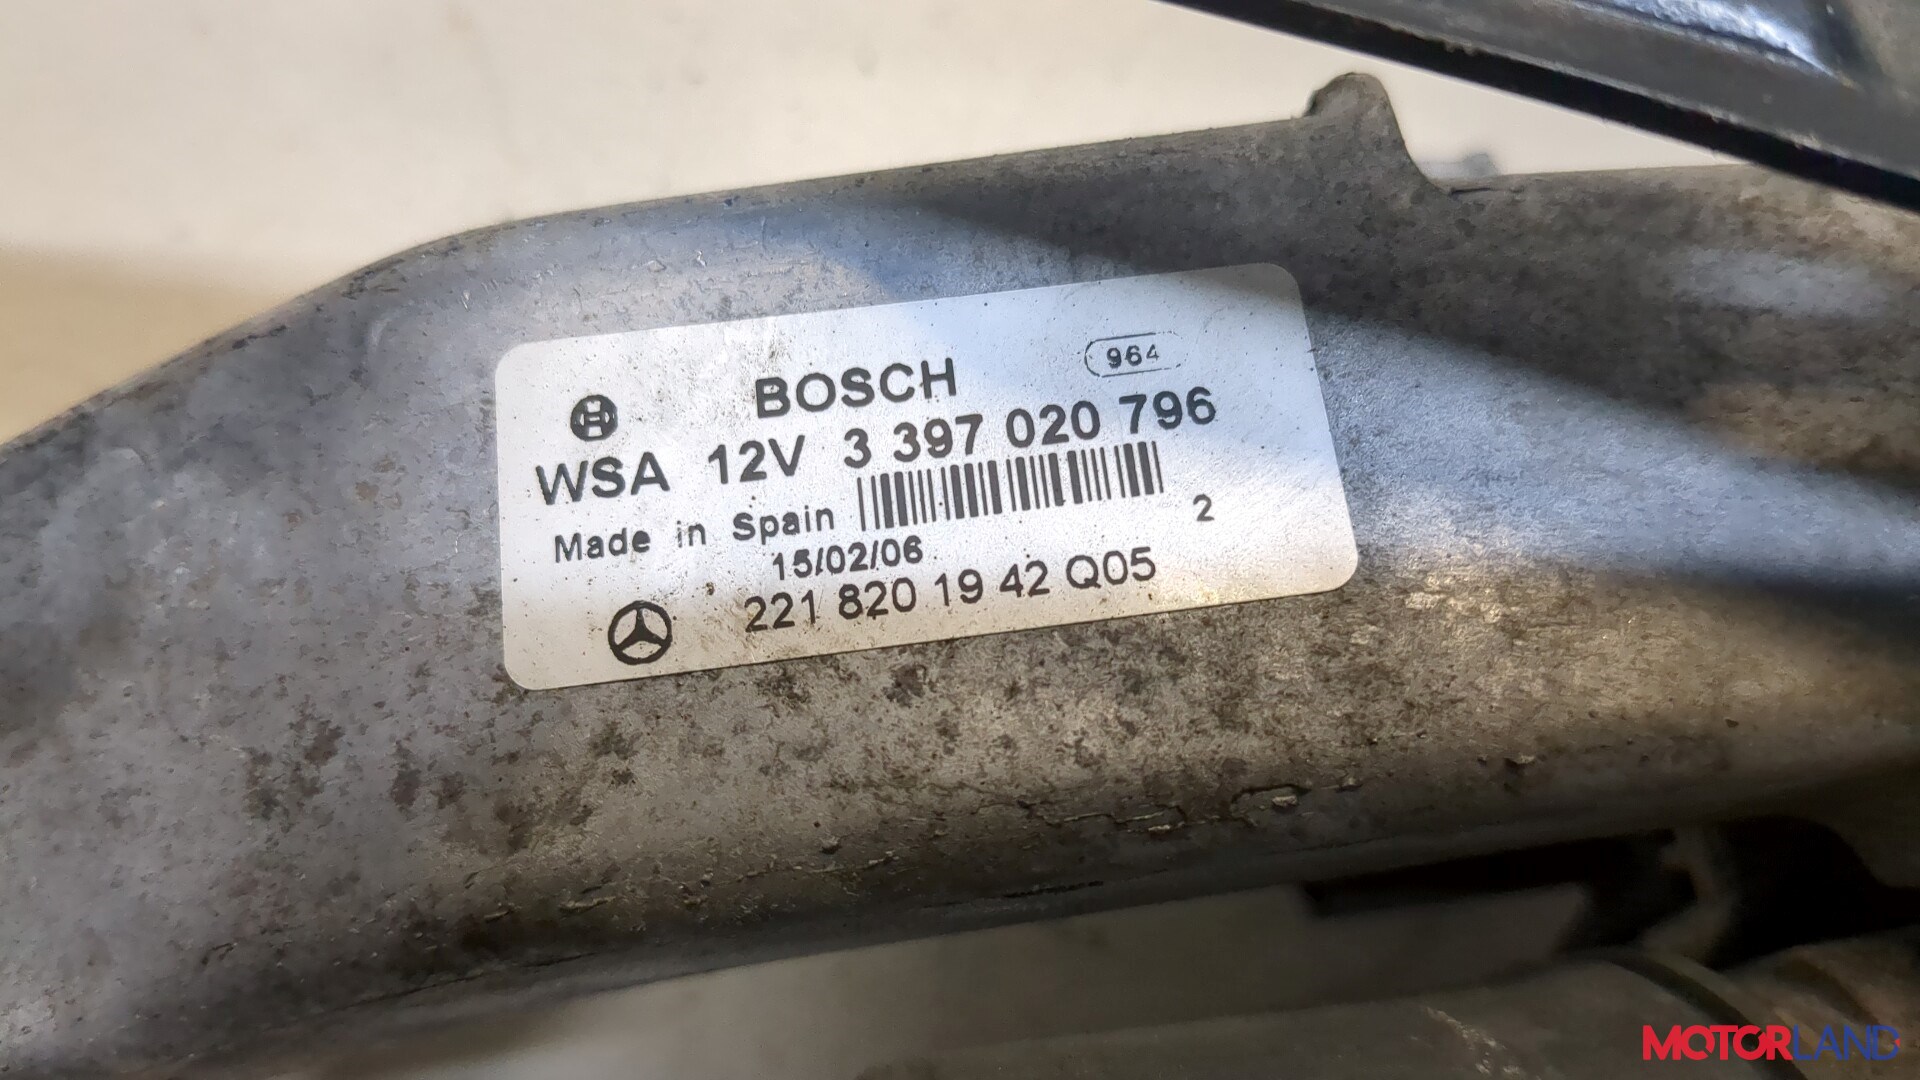 964
BOSCH
WSA 12V 3 397 020 796
Made in Spain
2
15/02/06
221 820 19 42 Q05
MOTORLAND